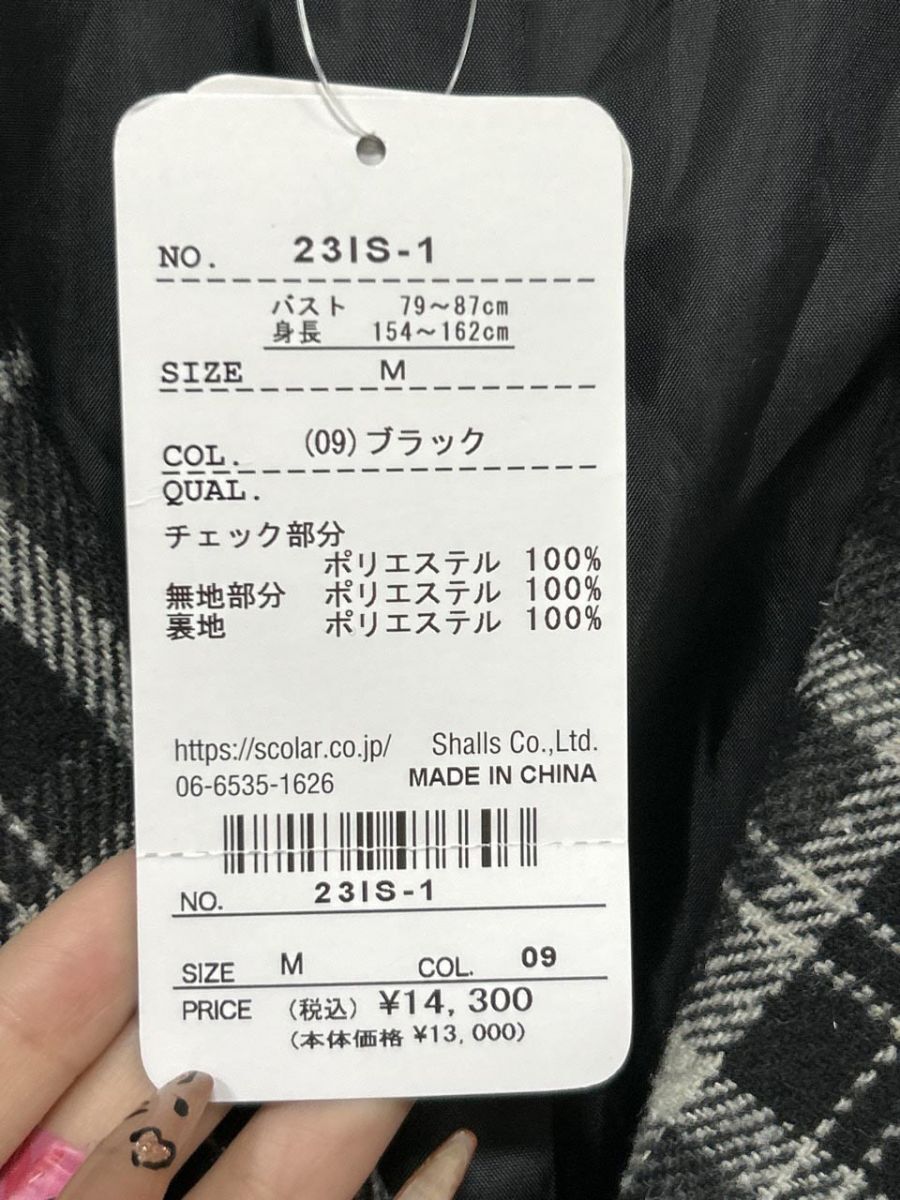 NO. 23IS-1
バスト 79～87cm
身長 154～162cm
SIZE M
COL. (09)ブラック
QUAL.
チェック部分
ポリエステル 100%
無地部分 ポリエステル 100%
裏地 ポリエステル 100%
https://scolar.co.jp/ Shalls Co.,Ltd.
06-6535-1626 MADE IN CHINA
NO. 23IS-1
SIZE M COL. 09
PRICE (税込) ¥14,300
(本体価格 ¥13,000)